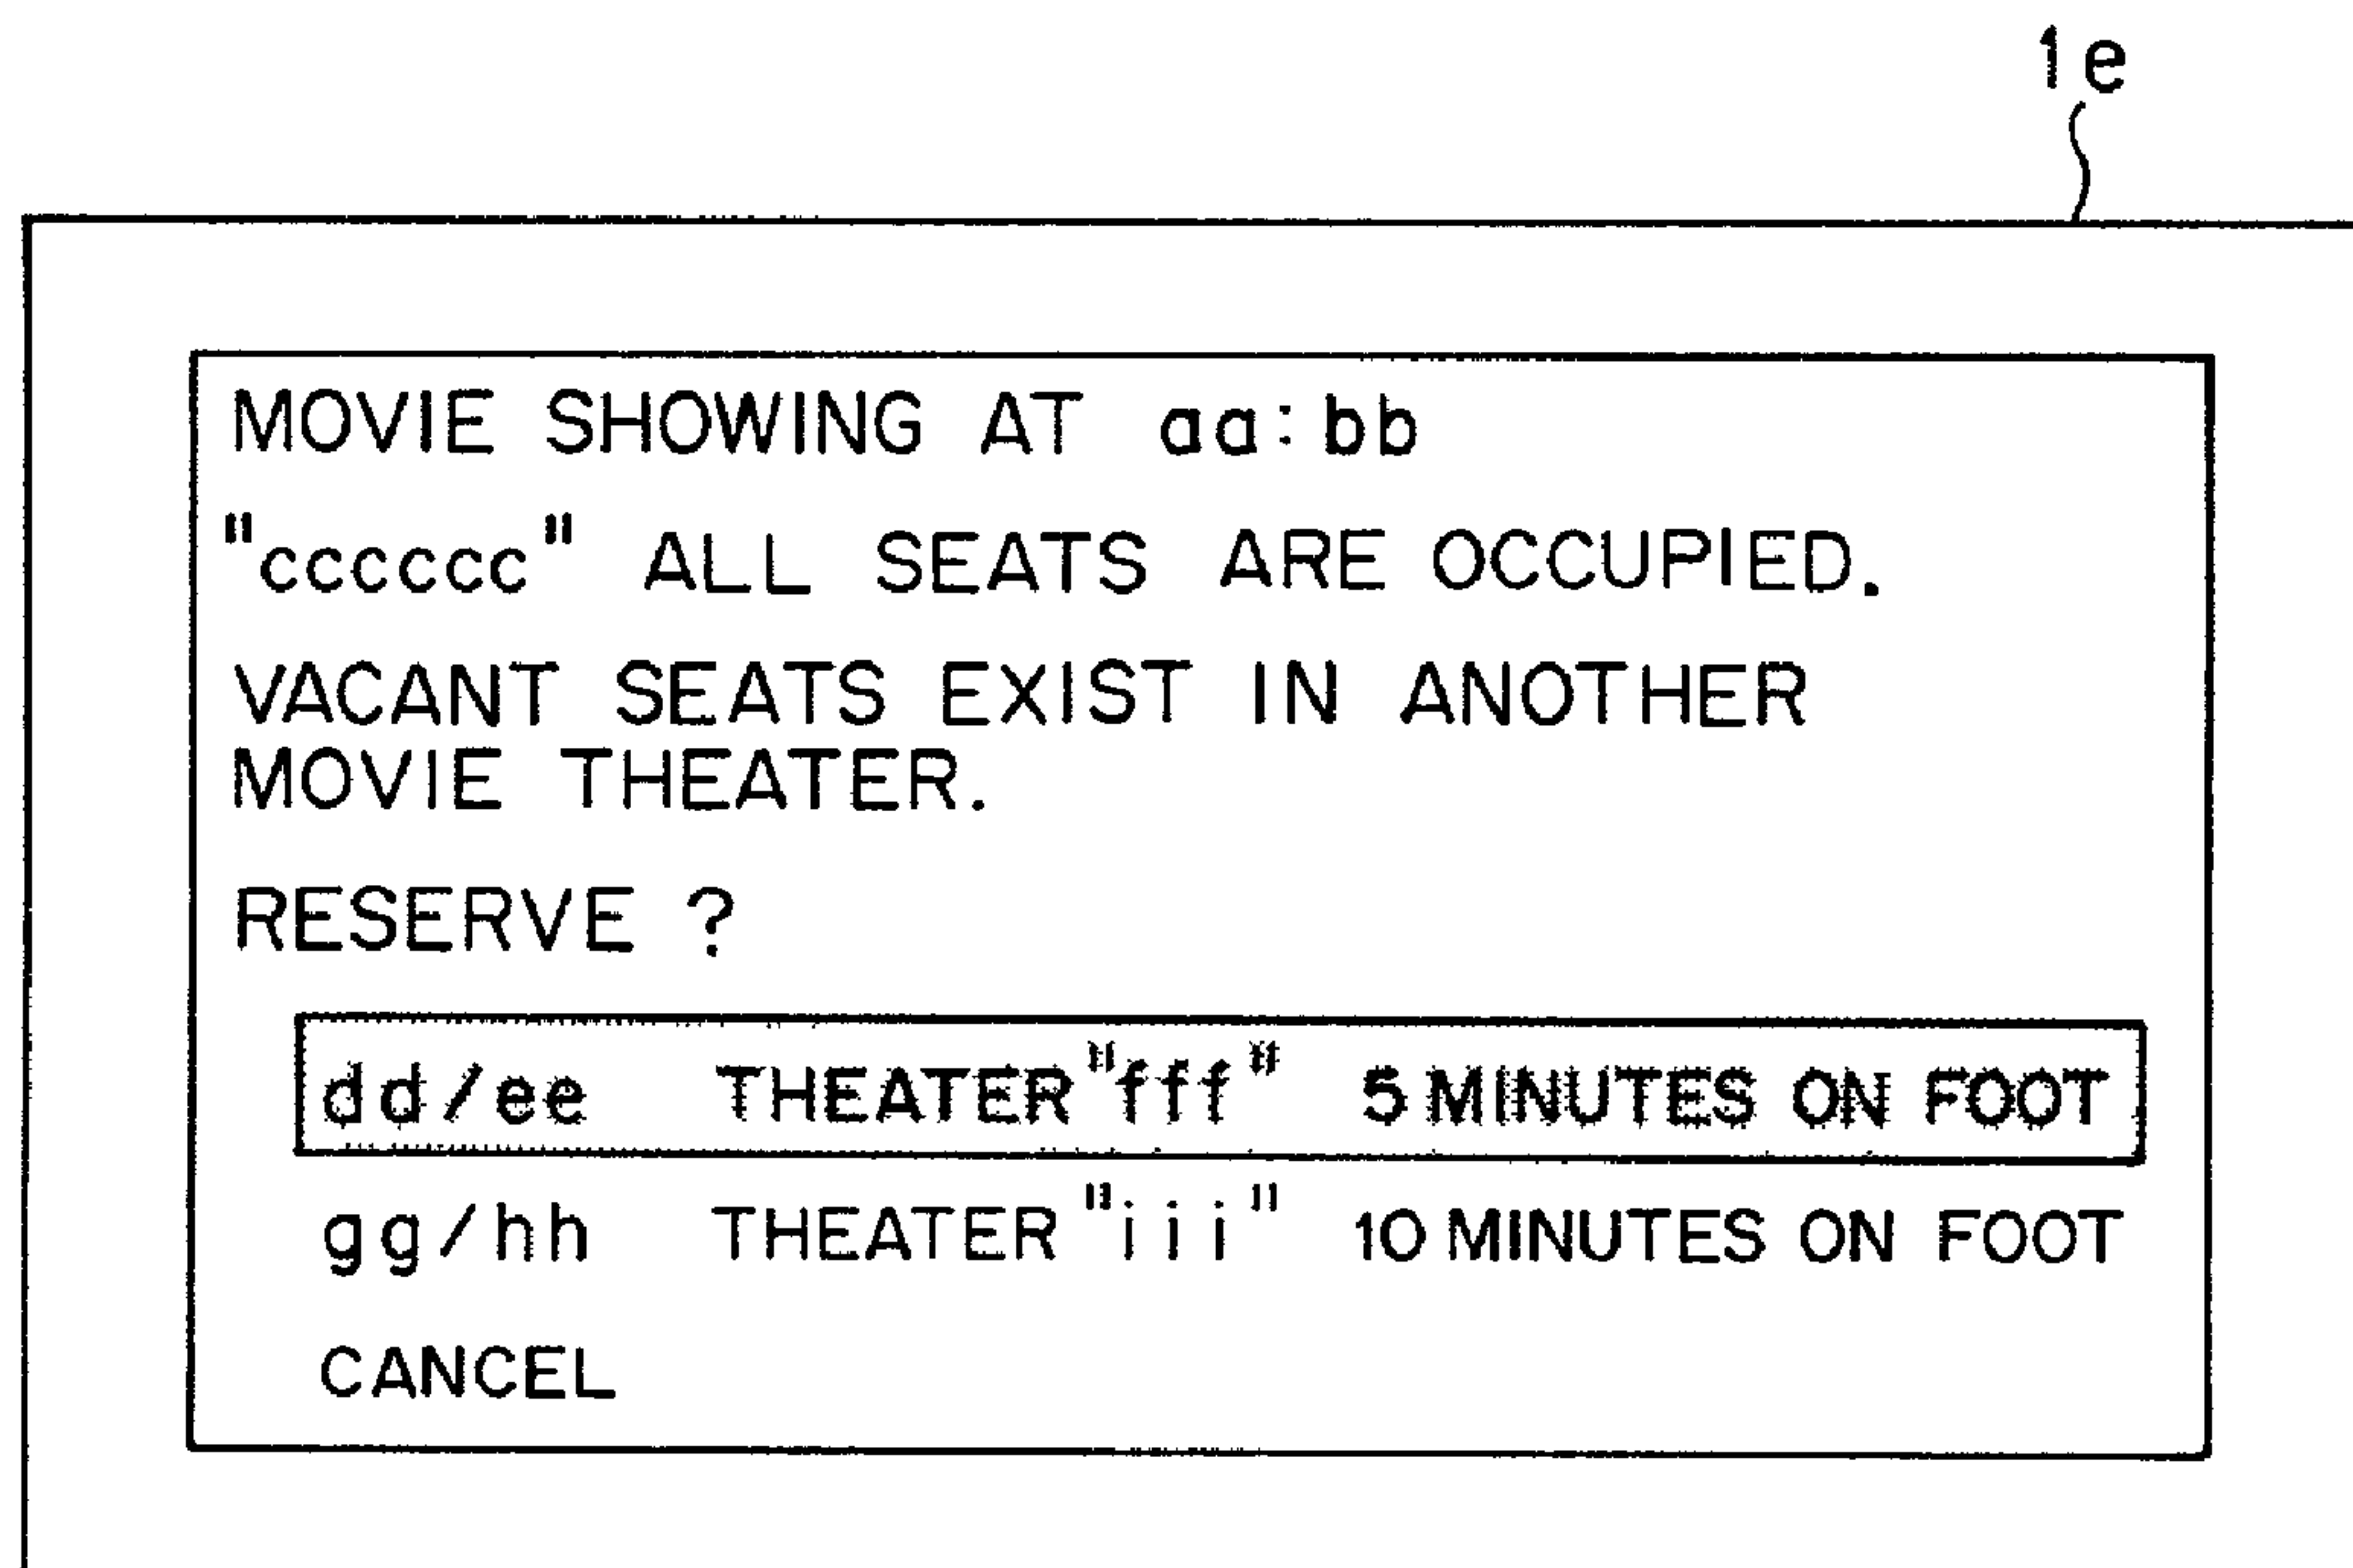 1e
MOVIE SHOWING AT aa:bb
"cccccc" ALL SEATS ARE OCCUPIED.
VACANT SEATS EXIST IN ANOTHER
MOVIE THEATER.
RESERVE ?
dd/ee THEATER "fff" 5 MINUTES ON FOOT
gg/hh THEATER "iii" 10 MINUTES ON FOOT
CANCEL